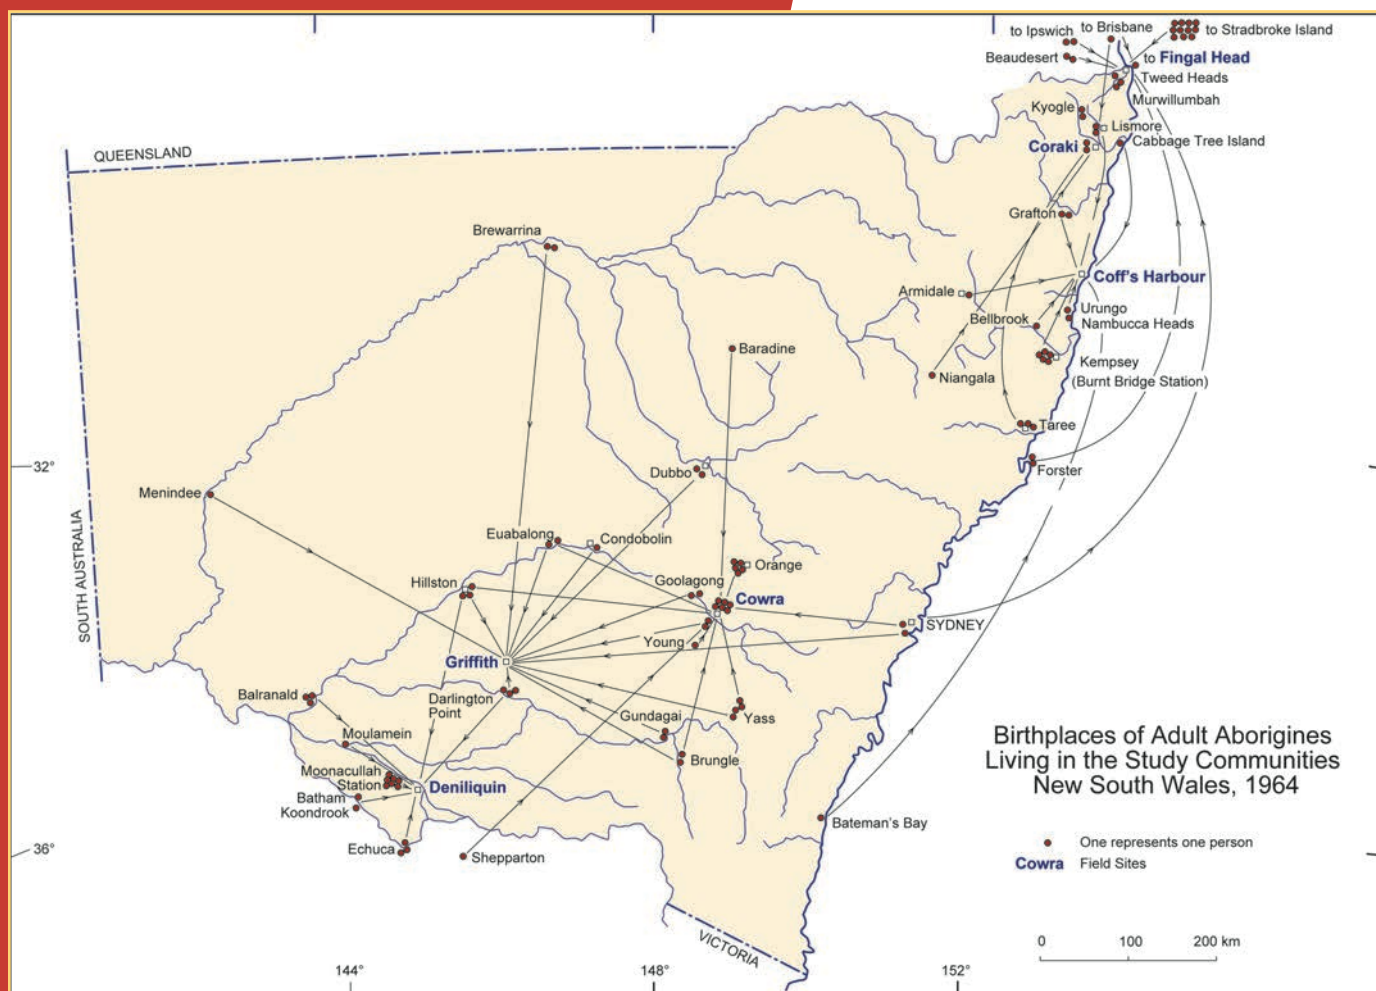 to Ipswich
to Brisbane
to Stradbroke Island
Beaudesert
to Fingal Head
Tweed Heads
Murwillumbah
Kyogle
Lismore
Coraki
Cabbage Tree Island
QUEENSLAND
Grafton
Brewarrina
Coff's Harbour
Armidale
Urungo
Bellbrook
Nambucca Heads
Baradine
Kempsey
Niangala
(Burnt Bridge Station)
Taree
32°
Dubbo
Forster
Menindee
SOUTH AUSTRALIA
Euabalong
Condobolin
Orange
Hillston
Goolagong
Cowra
SYDNEY
Young
Griffith
Balranald
Darlington
Point
Gundagai
Yass
Moulamein
Brungle
Birthplaces of Adult Aborigines
Living in the Study Communities
New South Wales, 1964
Moonacullah
Station
Deniliquin
Batham
Koondrook
Bateman's Bay
36°
Echuca
Shepparton
One represents one person
Cowra Field Sites
VICTORIA
0 100 200 km
144° 148° 152°